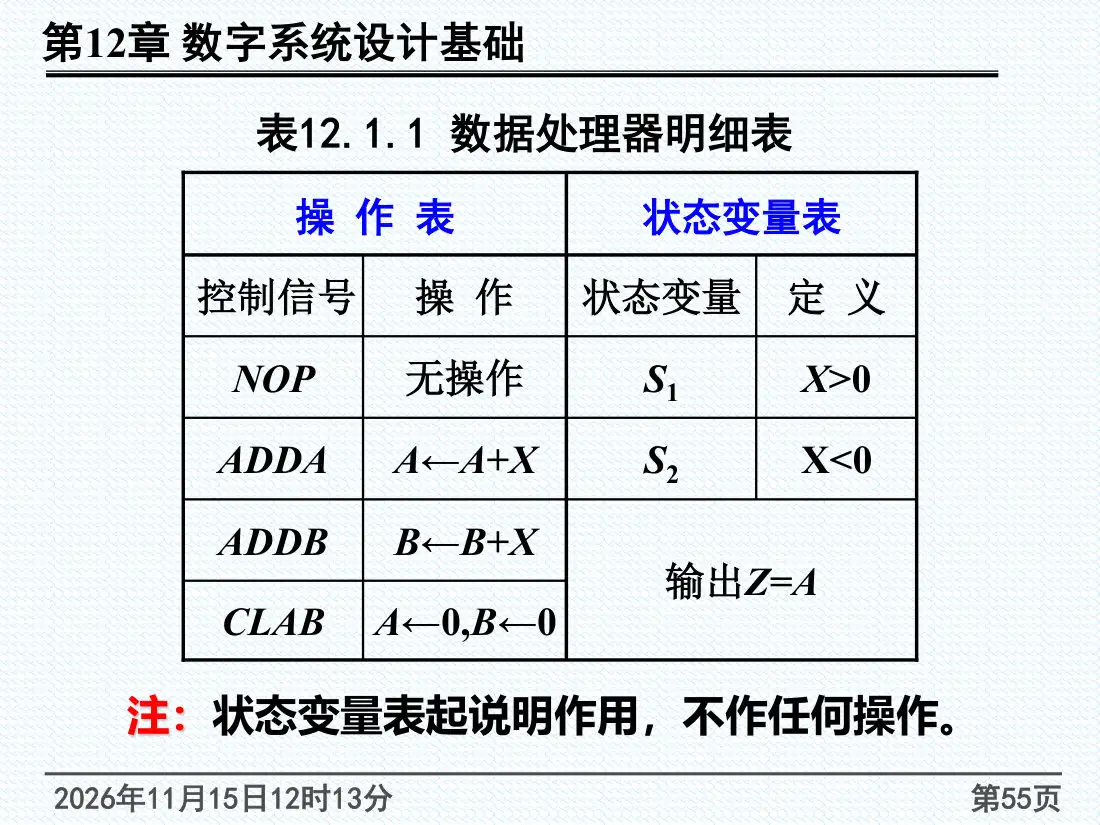 第12章 数字系统设计基础
表12.1.1 数据处理器明细表
操 作 表 状态变量表
控制信号 操 作 状态变量 定 义
NOP 无操作 S1 X>0
ADDA A←A+X S2 X<0
ADDB B←B+X
输出Z=A
CLAB A←0,B←0
注：状态变量表起说明作用，不作任何操作。
2026年11月15日12时13分 第55页